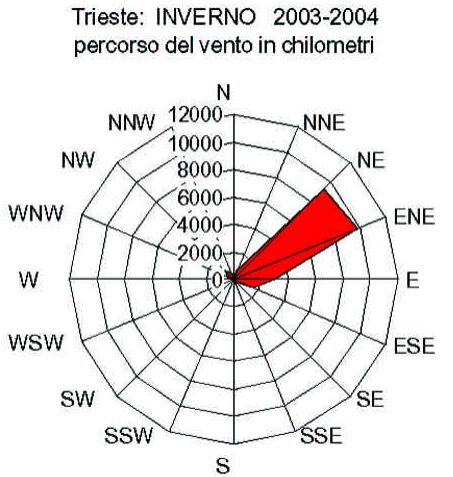 Trieste: INVERNO 2003-2004
percorso del vento in chilometri
N
NNW
12000
NNE
10000
NW
8000
NE
6000
WNW
4000
ENE
2000
W
0
E
WSW
ESE
SW
SE
SSW
SSE
S